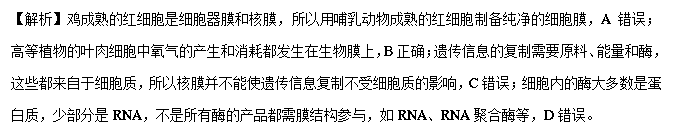 【解析】鸡成熟的红细胞是细胞器膜和核膜，所以用哺乳动物成熟的红细胞制备纯净的细胞膜，A 错误；
高等植物的叶肉细胞中氧气的产生和消耗都发生在生物膜上，B 正确；遗传信息的复制需要原料、能量和酶，
这些都来自于细胞质，所以核膜并不能使遗传信息复制不受细胞质的影响，C 错误；细胞内的酶大多数是蛋
白质，少部分是 RNA，不是所有酶的产品都需膜结构参与，如 RNA、RNA 聚合酶等，D 错误。